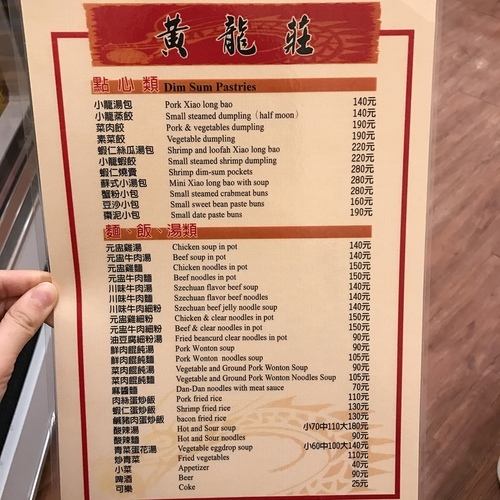 黃龍莊
點心類 Dim Sum Pastries
小龍湯包 Pork Xiao long bao 140元
小龍蒸餃 Small steamed dumpling (half moon) 140元
菜肉餃 Pork & vegetables dumpling 190元
素菜餃 Vegetable dumpling 190元
蝦仁絲瓜湯包 Shrimp and loofah Xiao long bao 220元
小龍蝦餃 Small steamed shrimp dumpling 220元
蝦仁燒賣 Shrimp dim-sum pockets 280元
蘇式小湯包 Mini Xiao long bao with soup 280元
蟹粉小包 Small steamed crabmeat buns 280元
豆沙小包 Small sweet bean paste buns 160元
棗泥小包 Small date paste buns 190元
麵、飯、湯類
元盅雞湯 Chicken soup in pot 140元
元盅牛肉湯 Beef soup in pot 140元
元盅雞麵 Chicken noodles in pot 150元
元盅牛肉麵 Beef noodles in pot 150元
川味牛肉湯 Szechuan flavor beef soup 140元
川味牛肉麵 Szechuan flavor beef noodles 140元
川味牛肉細粉 Szechuan beef jelly noodle soup 140元
元盅雞細粉 Chicken & clear noodles in pot 150元
元盅牛肉細粉 Beef & clear noodles in pot 150元
油豆腐細粉湯 Fried beancurd clear noodles in pot 90元
鮮肉餛飩湯 Pork Wonton soup 90元
鮮肉餛飩麵 Pork Wonton noodles soup 105元
菜肉餛飩湯 Vegetable and Ground Pork Wonton Soup 90元
菜肉餛飩麵 Vegetable and Ground Pork Wonton Noodles Soup 105元
麻醬麵 Dan-Dan noodles with meat sauce 70元
肉絲蛋炒飯 Pork fried rice 110元
蝦仁蛋炒飯 Shrimp fried rice 130元
鹹豬肉蛋炒飯 bacon fried rice 130元
酸辣湯 Hot and Sour soup 小70中110大180元
酸辣麵 Hot and Sour noodles 90元
青菜蛋花湯 Vegetable eggdrop soup 小60中100大140元
炒青菜 Fried vegetables 110元
小菜 Appetizer 40元
啤酒 Beer 90元
可樂 Coke 25元